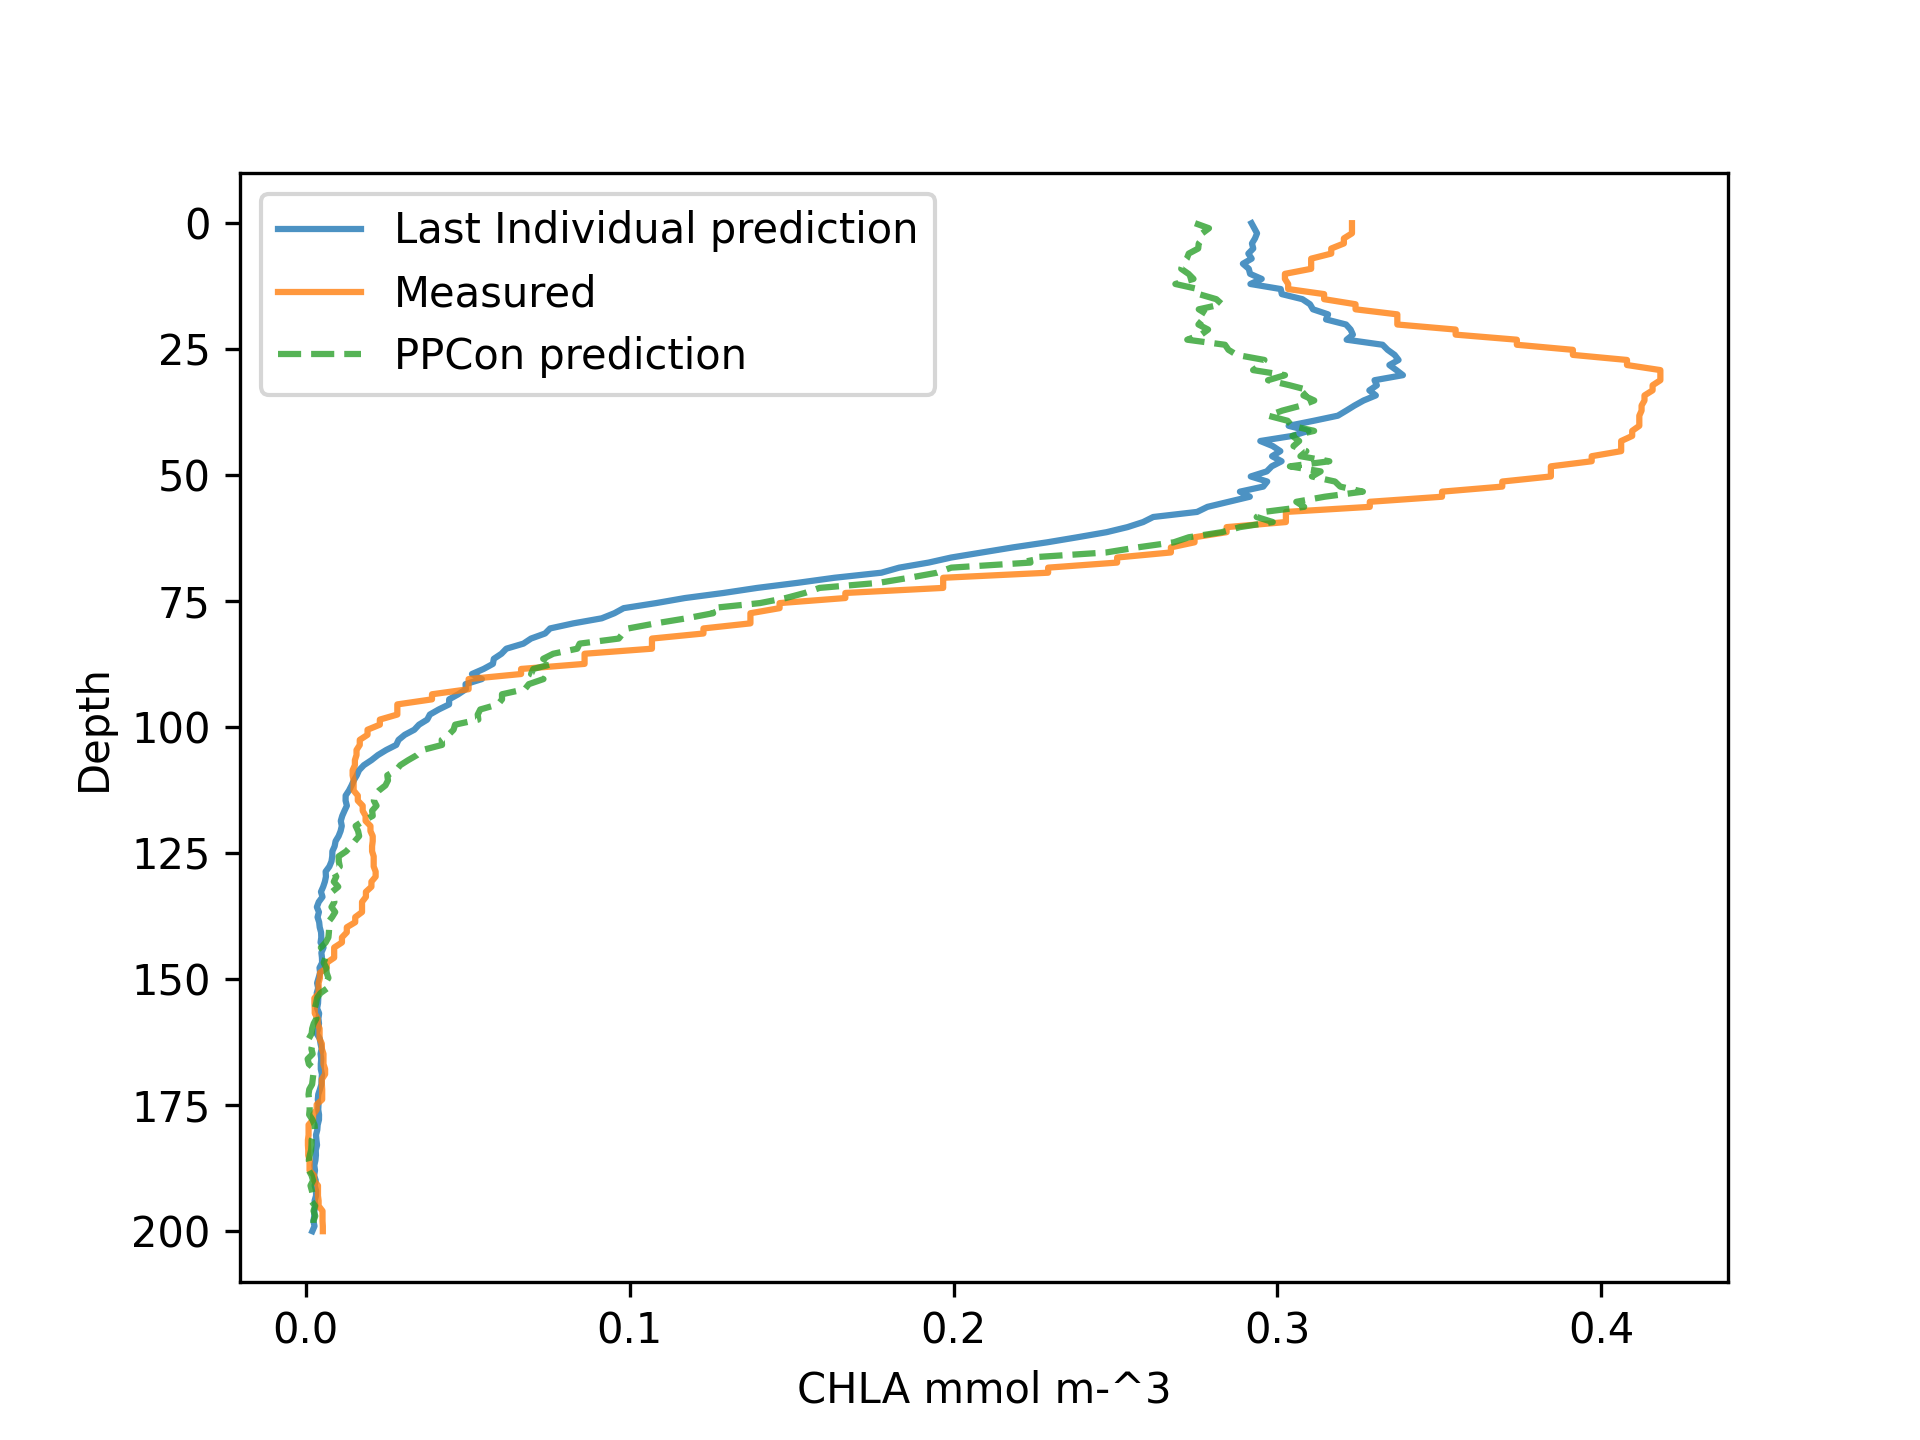 Last Individual prediction
Measured
PPCon prediction
0
25
50
75
100
125
150
175
200
Depth
0.0 0.1 0.2 0.3 0.4
CHLA mmol m-^3